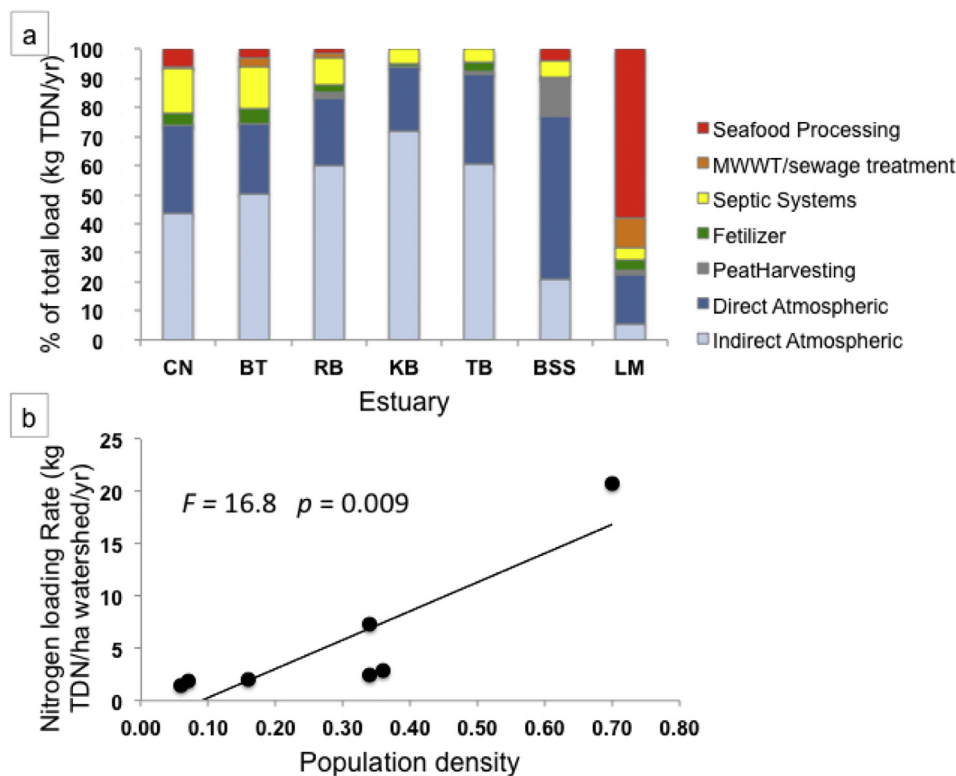 a
% of total load (kg TDN/yr)
100
90
80
70
60
50
40
30
20
10
0
CN BT RB KB TB BSS LM
Estuary
Seafood Processing
MWWT/sewage treatment
Septic Systems
Fetilizer
PeatHarvesting
Direct Atmospheric
Indirect Atmospheric
b
Nitrogen loading Rate (kg
TDN/ha watershed/yr)
25
20
15
10
5
0
F = 16.8 p = 0.009
0.00 0.10 0.20 0.30 0.40 0.50 0.60 0.70 0.80
Population density